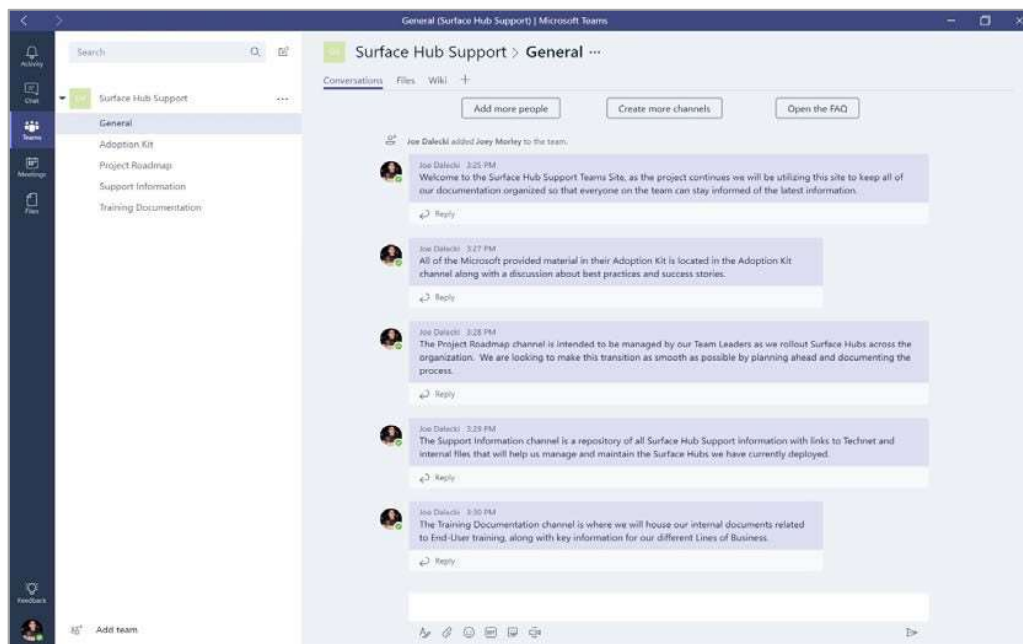 General (Surface Hub Support) | Microsoft Teams
Activity
Chat
Teams
Meetings
Files
Feedback
Search
Surface Hub Support
General
Adoption Kit
Project Roadmap
Support Information
Training Documentation
Add team
Surface Hub Support > General
Conversations Files Wiki
Add more people Create more channels Open the FAQ
Joe Dalecki added Joey Morley to the team.
Joe Dalecki 3:25 PM
Welcome to the Surface Hub Support Teams Site, as the project continues we will be utilizing this site to keep all of
our documentation organized so that everyone on the team can stay informed of the latest information.
Reply
Joe Dalecki 3:27 PM
All of the Microsoft provided material in their Adoption Kit is located in the Adoption Kit
channel along with a discussion about best practices and success stories.
Reply
Joe Dalecki 3:28 PM
The Project Roadmap channel is intended to be managed by our Team Leaders as we rollout Surface Hubs across the
organization. We are looking to make this transition as smooth as possible by planning ahead and documenting the
process.
Reply
Joe Dalecki 3:29 PM
The Support Information channel is a repository of all Surface Hub Support information with links to Technet and
internal files that will help us manage and maintain the Surface Hubs we have currently deployed.
Reply
Joe Dalecki 3:30 PM
The Training Documentation channel is where we will house our internal documents related
to End-User training, along with key information for our different Lines of Business.
Reply